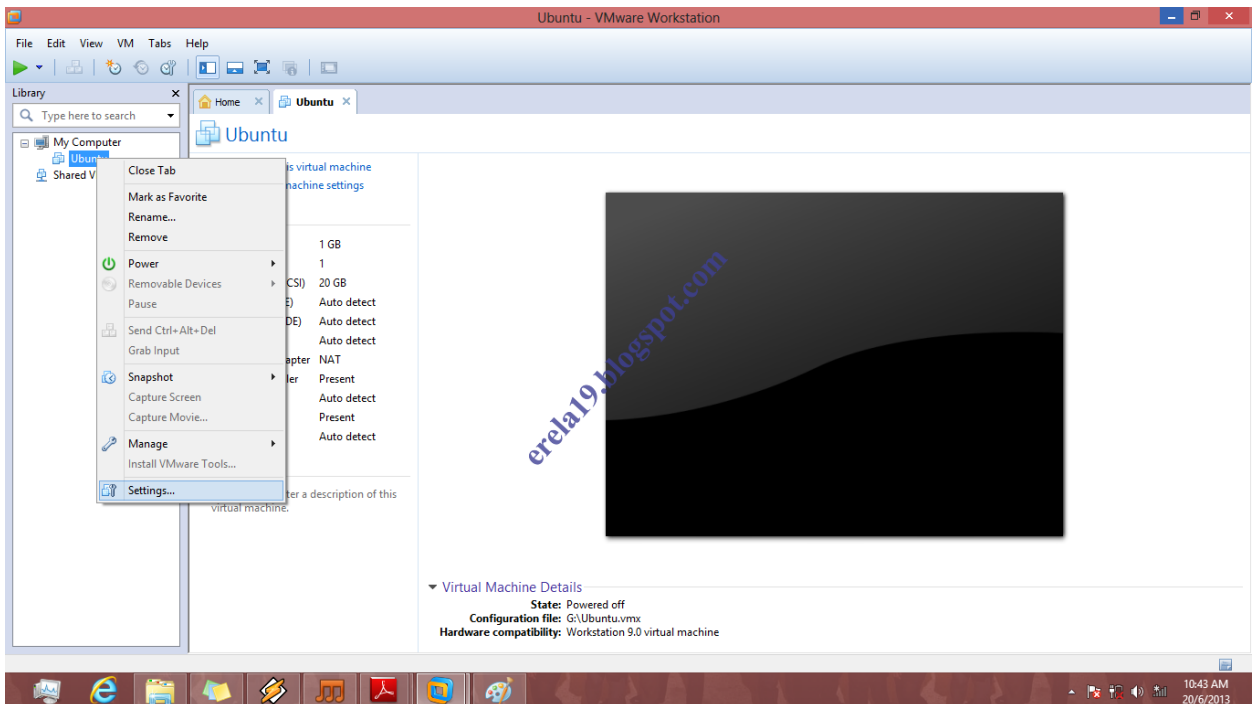 Ubuntu - VMware Workstation
File Edit View VM Tabs Help
Library
Type here to search
Home
Ubuntu
My Computer
Ubuntu
Shared V
Ubuntu
is virtual machine
machine settings
Close Tab
Mark as Favorite
Rename...
Remove
Power
Removable Devices
Pause
Send Ctrl+Alt+Del
Grab Input
Snapshot
Capture Screen
Capture Movie...
Manage
Install VMware Tools...
Settings...
1 GB
1
CSI) 20 GB
E) Auto detect
DE) Auto detect
Auto detect
apter NAT
ler Present
Auto detect
Present
Auto detect
ter a description of this
virtual machine.
erela19.blogspot.com
Virtual Machine Details
State: Powered off
Configuration file: G:\Ubuntu.vmx
Hardware compatibility: Workstation 9.0 virtual machine
10:43 AM
20/6/2013